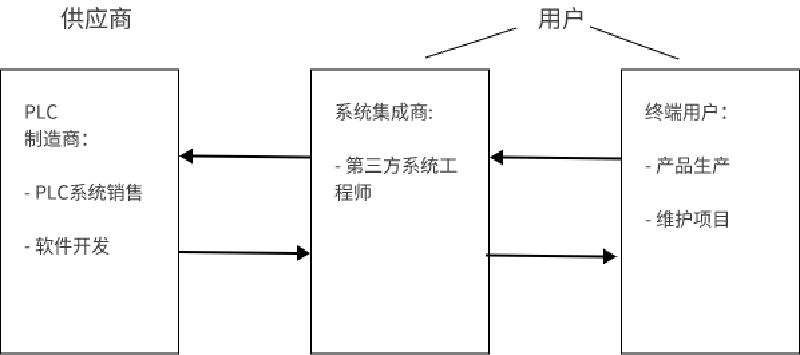 供应商
用户
PLC
制造商：
- PLC系统销售
- 软件开发
系统集成商:
- 第三方系统工
程师
终端用户：
- 产品生产
- 维护项目